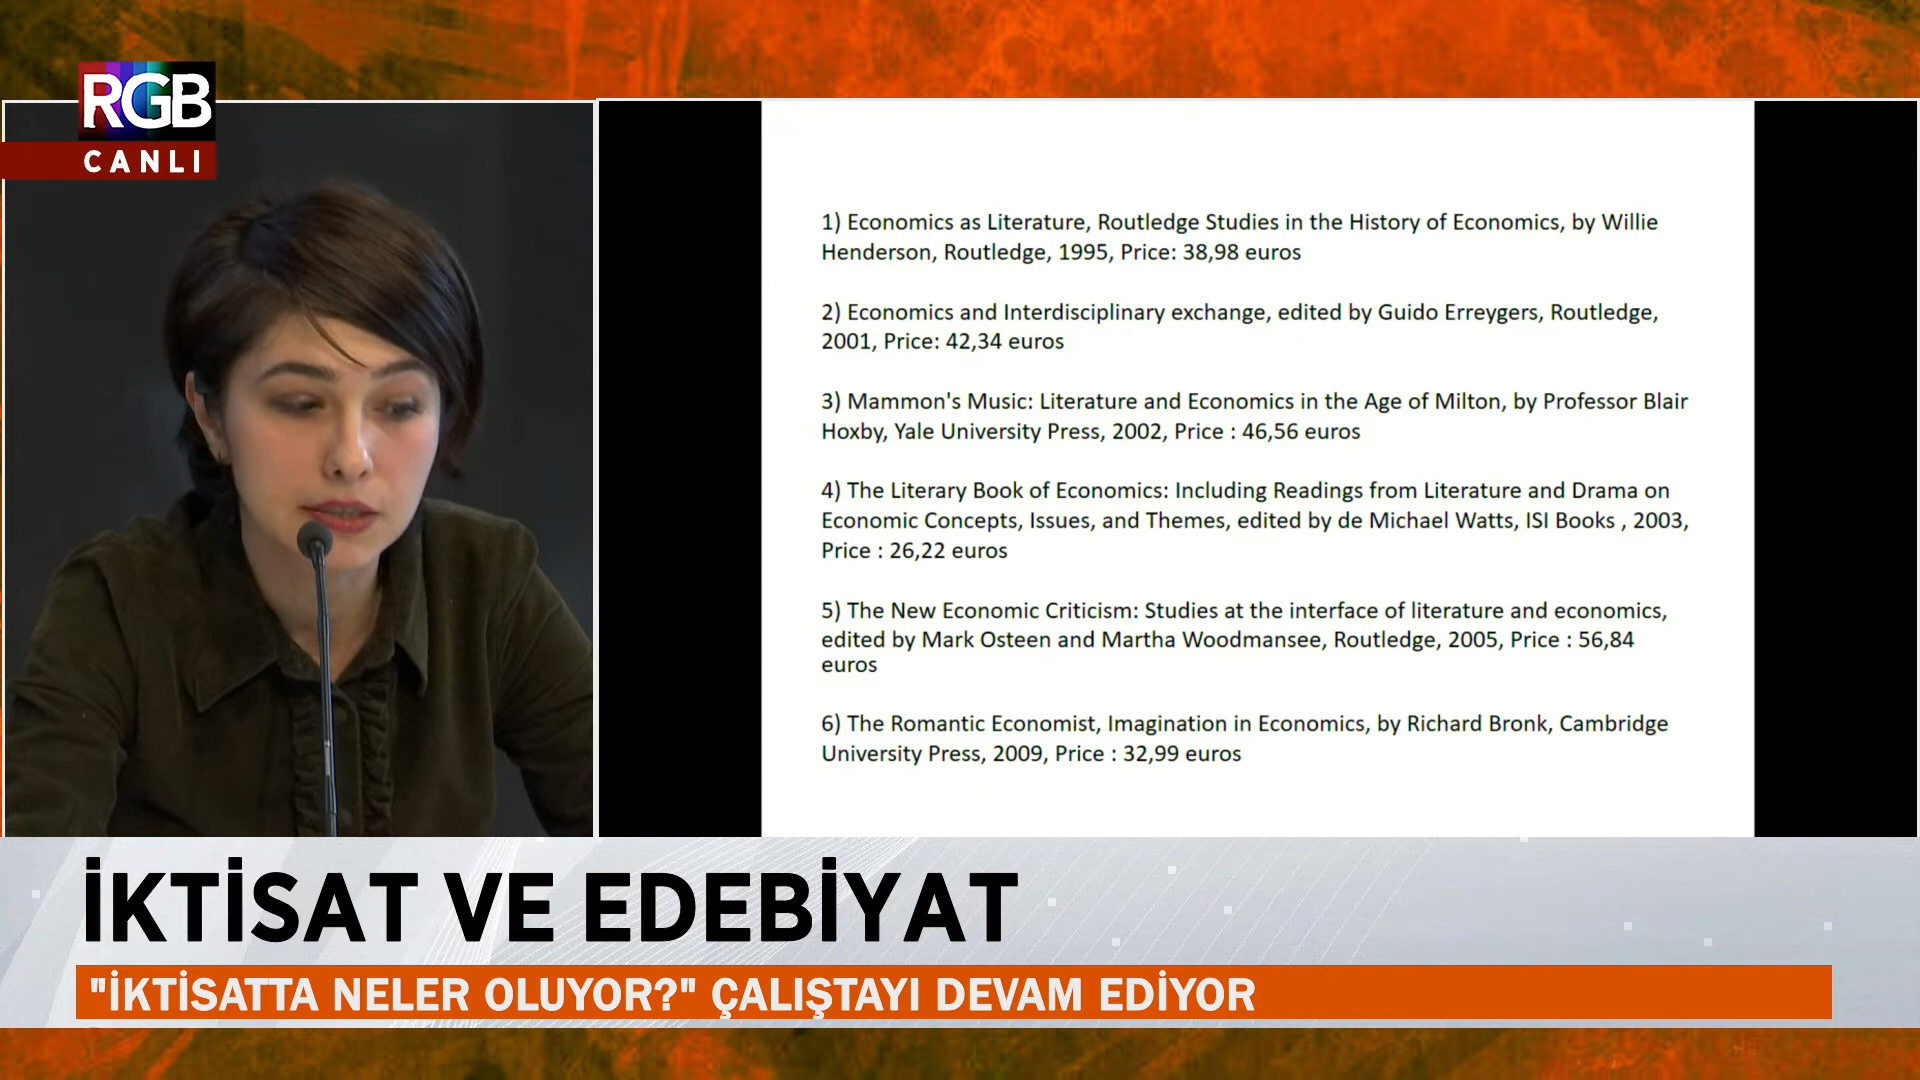 RGB
CANLI
1) Economics as Literature, Routledge Studies in the History of Economics, by Willie
Henderson, Routledge, 1995, Price: 38,98 euros
2) Economics and Interdisciplinary exchange, edited by Guido Erreygers, Routledge,
2001, Price: 42,34 euros
3) Mammon's Music: Literature and Economics in the Age of Milton, by Professor Blair
Hoxby, Yale University Press, 2002, Price : 46,56 euros
4) The Literary Book of Economics: Including Readings from Literature and Drama on
Economic Concepts, Issues, and Themes, edited by de Michael Watts, ISI Books , 2003,
Price : 26,22 euros
5) The New Economic Criticism: Studies at the interface of literature and economics,
edited by Mark Osteen and Martha Woodmansee, Routledge, 2005, Price : 56,84
euros
6) The Romantic Economist, Imagination in Economics, by Richard Bronk, Cambridge
University Press, 2009, Price : 32,99 euros
İKTİSAT VE EDEBİYAT
"İKTİSATTA NELER OLUYOR?" ÇALIŞTAYI DEVAM EDİYOR